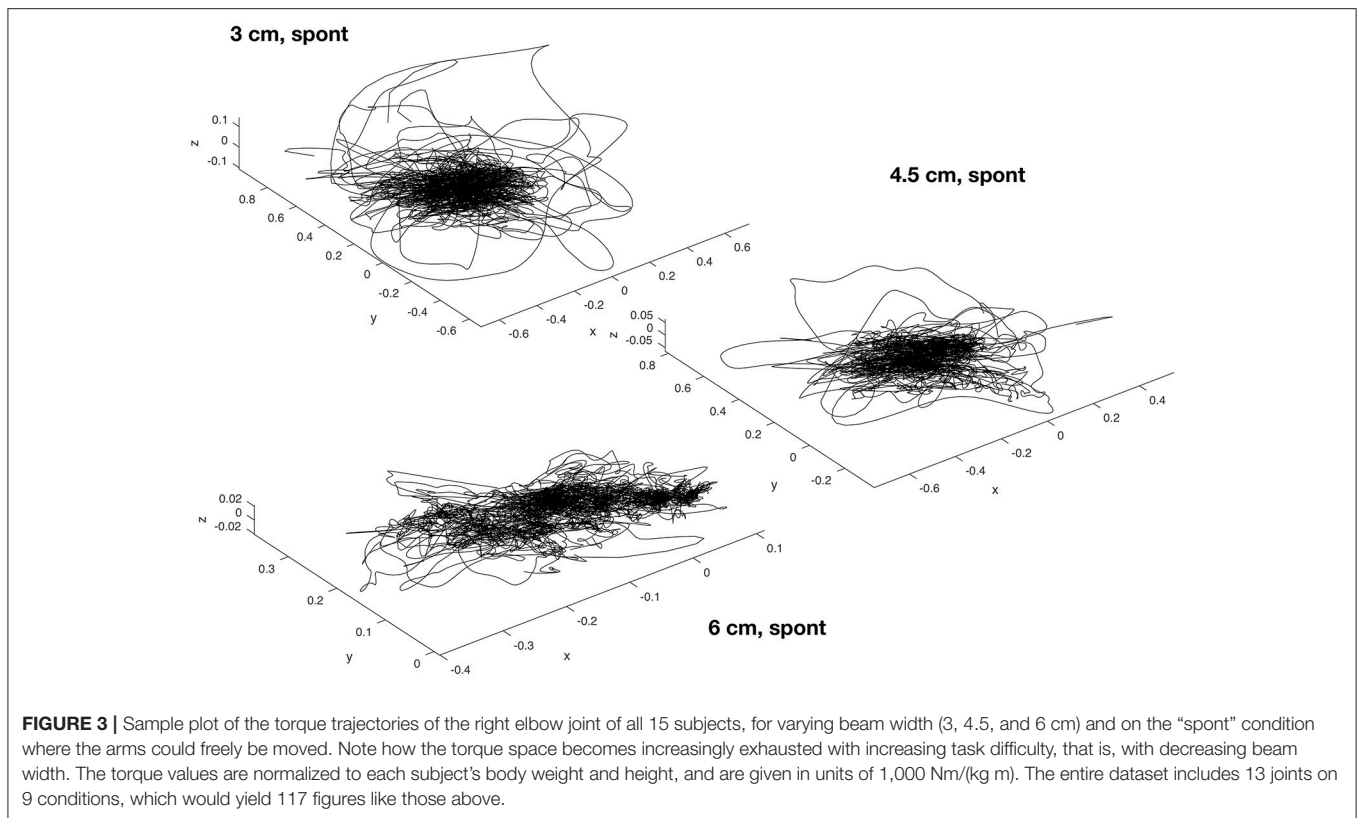 3 cm, spont
0.1
0
-0.1
z
0.8
0.6
0.4
0.2
0
-0.2
-0.4
-0.6
y
-0.6
-0.4
-0.2
0
0.2
0.4
0.6
x
4.5 cm, spont
0.05
0
-0.05
z
0.8
0.6
0.4
0.2
0
-0.2
y
-0.6
-0.4
-0.2
0
0.2
0.4
x
0.02
0
-0.02
z
0.3
0.2
0.1
0
y
-0.4
-0.3
-0.2
-0.1
0
0.1
x
6 cm, spont
FIGURE 3 | Sample plot of the torque trajectories of the right elbow joint of all 15 subjects, for varying beam width (3, 4.5, and 6 cm) and on the “spont” condition
where the arms could freely be moved. Note how the torque space becomes increasingly exhausted with increasing task difficulty, that is, with decreasing beam
width. The torque values are normalized to each subject’s body weight and height, and are given in units of 1,000 Nm/(kg m). The entire dataset includes 13 joints on
9 conditions, which would yield 117 figures like those above.